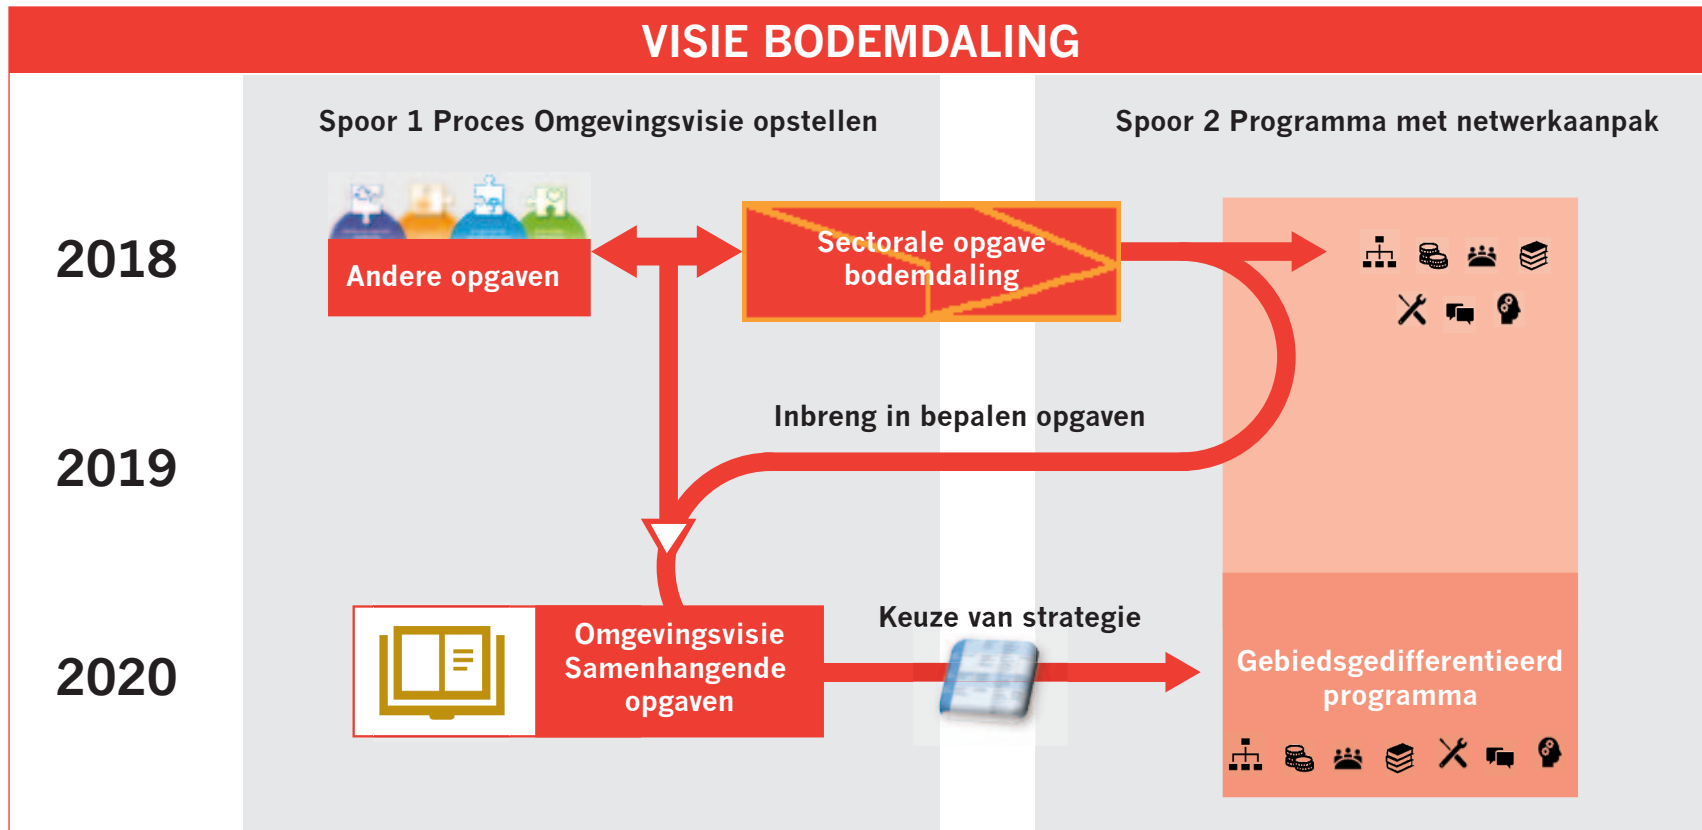 VISIE BODEMDALING
Spoor 1 Proces Omgevingsvisie opstellen
Spoor 2 Programma met netwerkaanpak
2018
Andere opgaven
Sectorale opgave
bodemdaling
Inbreng in bepalen opgaven
2019
2020
Omgevingsvisie
Samenhangende
opgaven
Keuze van strategie
Gebiedsgedifferentieerd
programma